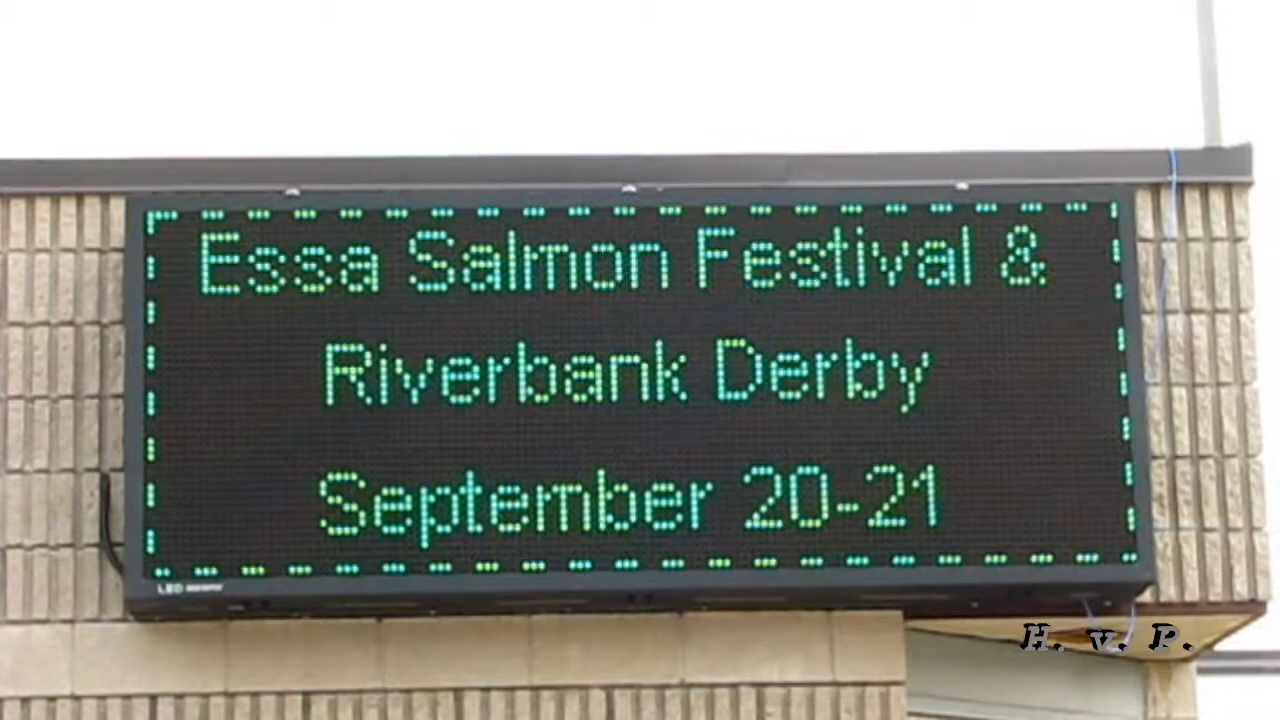 Essa Salmon Festival &
Riverbank Derby
September 20-21
LED
H. v. P.